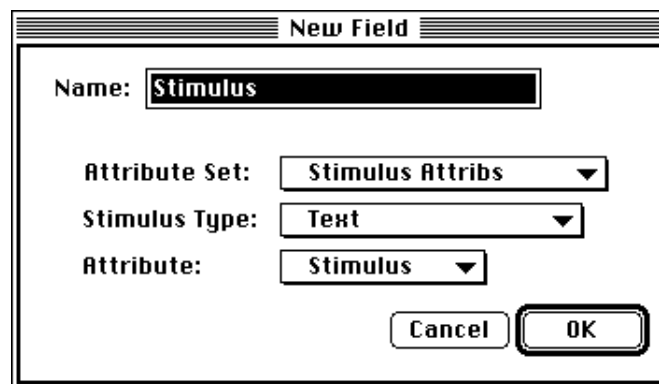 New Field
Name: Stimulus
Attribute Set: Stimulus Attribs
Stimulus Type: Text
Attribute: Stimulus
Cancel OK